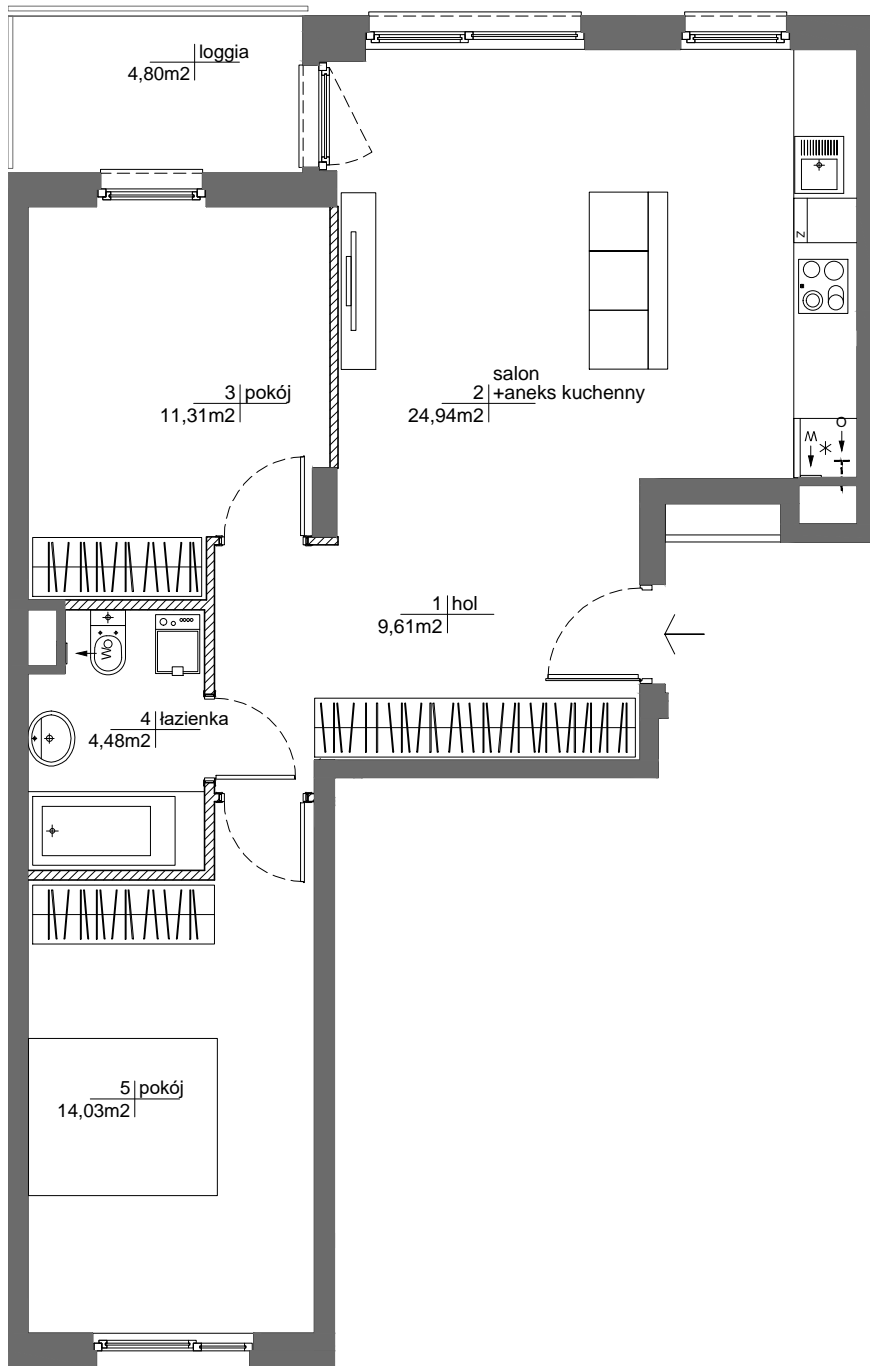 loggia
4,80m2
Z
salon
2 +aneks kuchenny
24,94m2
3 pokój
11,31m2
W
O
1 hol
9,61m2
WO
4 łazienka
4,48m2
5 pokój
14,03m2